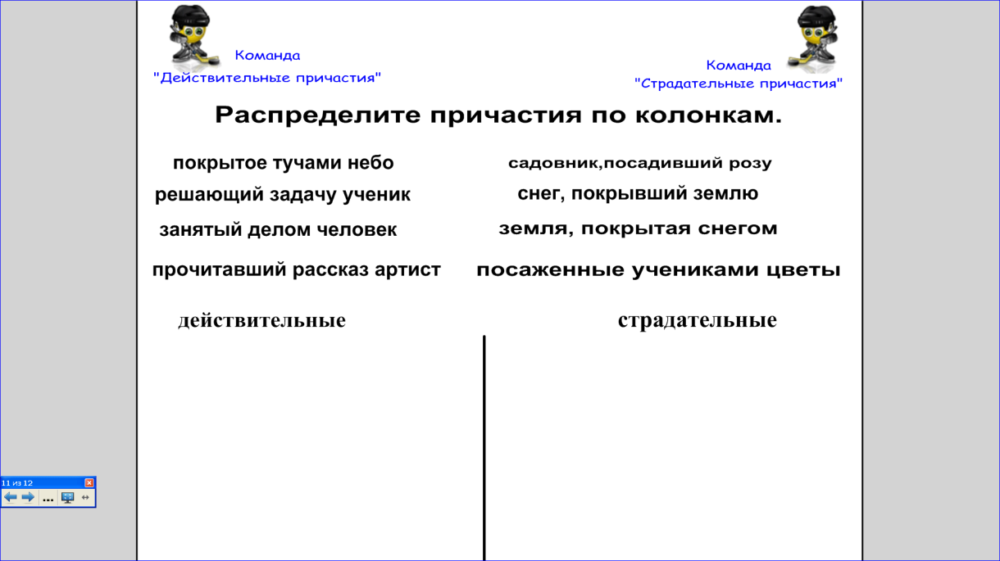 Команда
"Действительные причастия"
Команда
"Страдательные причастия"
Распределите причастия по колонкам.
покрытое тучами небо
садовник,посадивший розу
решающий задачу ученик
снег, покрывший землю
занятый делом человек
земля, покрытая снегом
прочитавший рассказ артист
посаженные учениками цветы
действительные
страдательные
11 из 12
...